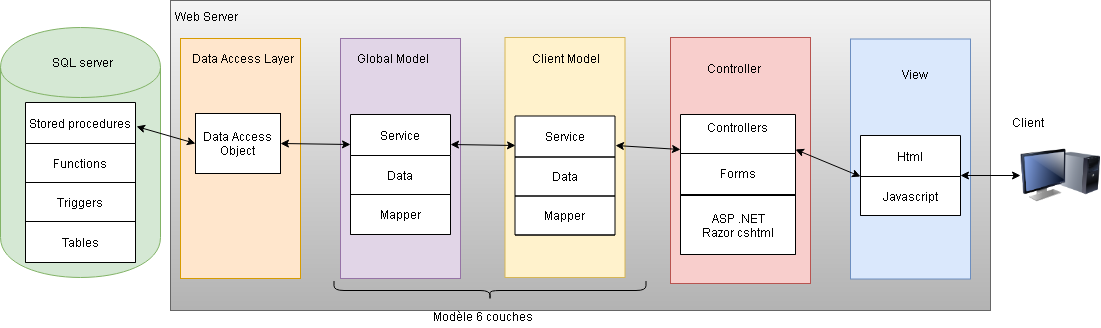 Web Server
SQL server
Stored procedures
Functions
Triggers
Tables
Data Access Layer
Data Access
Object
Global Model
Service
Data
Mapper
Client Model
Service
Data
Mapper
Controller
Controllers
Forms
ASP .NET
Razor cshtml
View
Html
Javascript
Client
Modèle 6 couches